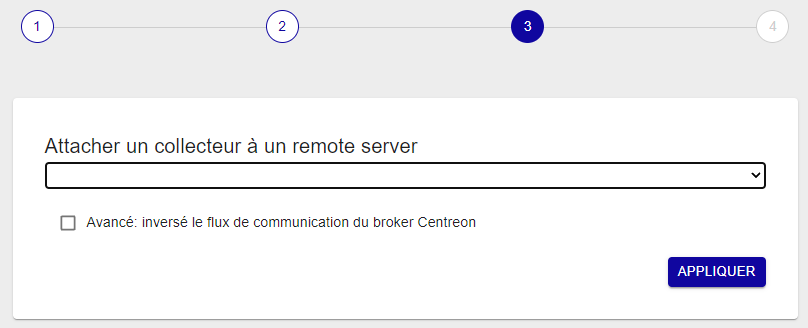 1 2 3 4
Attacher un collecteur à un remote server
Avancé: inversé le flux de communication du broker Centreon
APPLIQUER